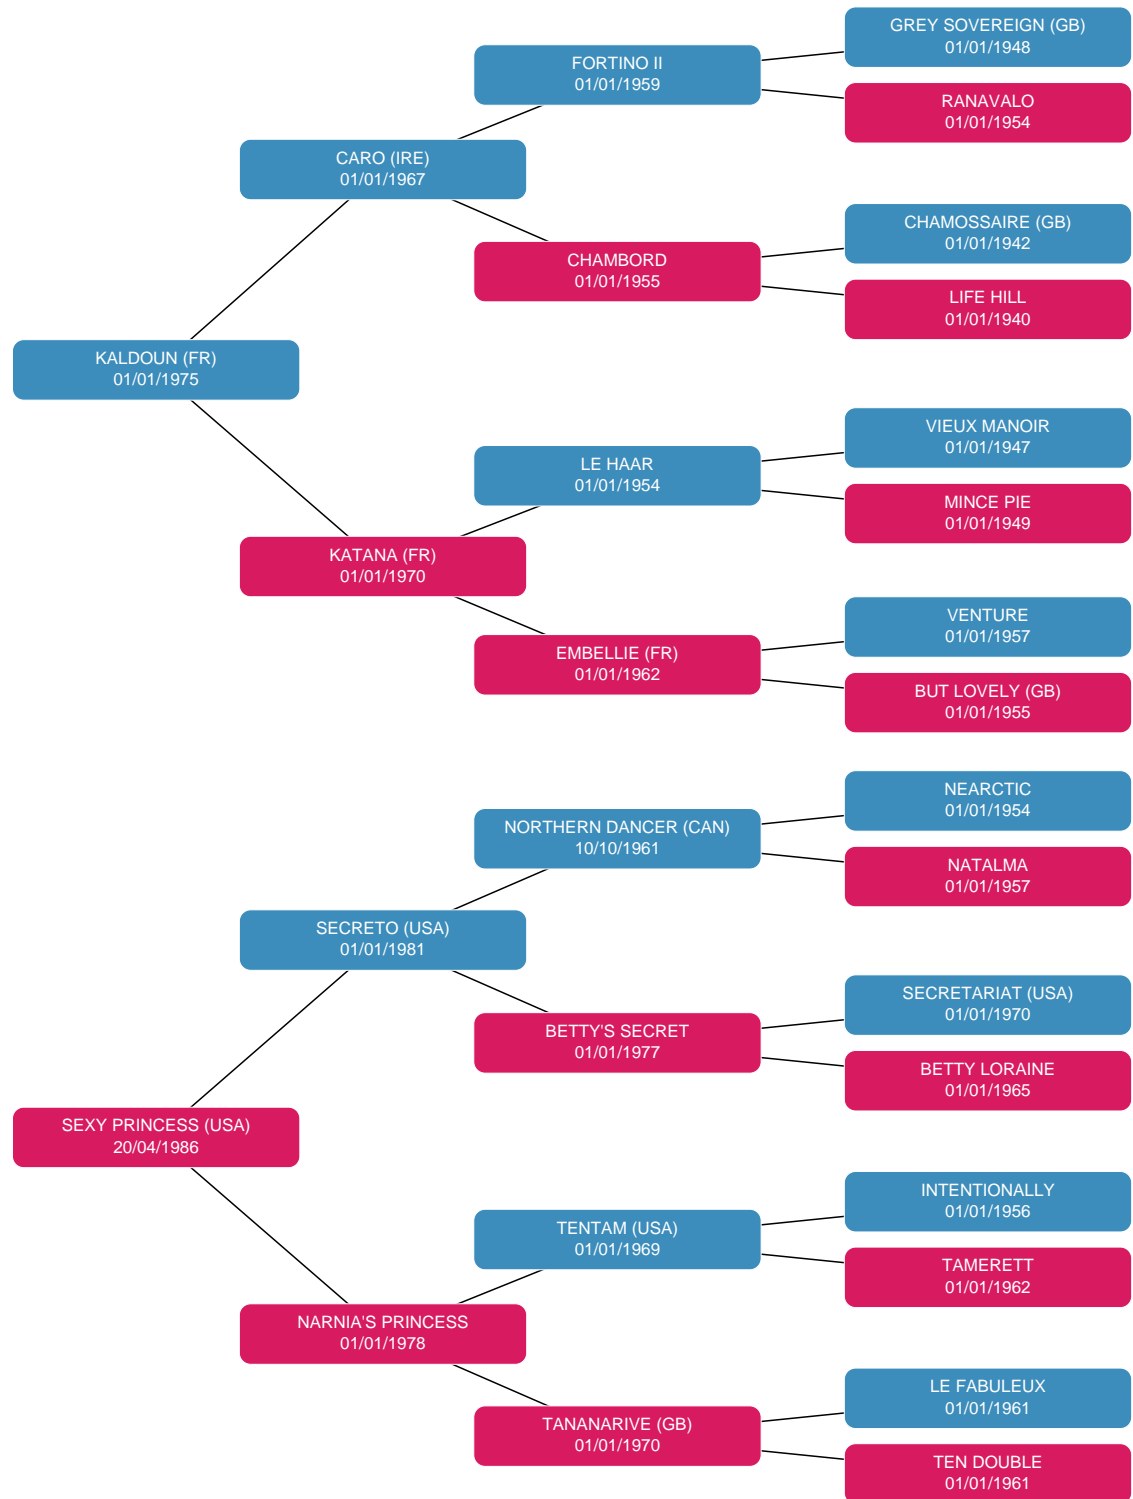 GREY SOVEREIGN (GB)
01/01/1948
FORTINO II
01/01/1959
RANAVALO
01/01/1954
CARO (IRE)
01/01/1967
CHAMOSSAIRE (GB)
01/01/1942
CHAMBORD
01/01/1955
LIFE HILL
01/01/1940
KALDOUN (FR)
01/01/1975
VIEUX MANOIR
01/01/1947
LE HAAR
01/01/1954
MINCE PIE
01/01/1949
KATANA (FR)
01/01/1970
VENTURE
01/01/1957
EMBELLIE (FR)
01/01/1962
BUT LOVELY (GB)
01/01/1955
NEARCTIC
01/01/1954
NORTHERN DANCER (CAN)
10/10/1961
NATALMA
01/01/1957
SECRETO (USA)
01/01/1981
SECRETARIAT (USA)
01/01/1970
BETTY'S SECRET
01/01/1977
BETTY LORAINE
01/01/1965
SEXY PRINCESS (USA)
20/04/1986
INTENTIONALLY
01/01/1956
TENTAM (USA)
01/01/1969
TAMERETT
01/01/1962
NARNIA'S PRINCESS
01/01/1978
LE FABULEUX
01/01/1961
TANANARIVE (GB)
01/01/1970
TEN DOUBLE
01/01/1961